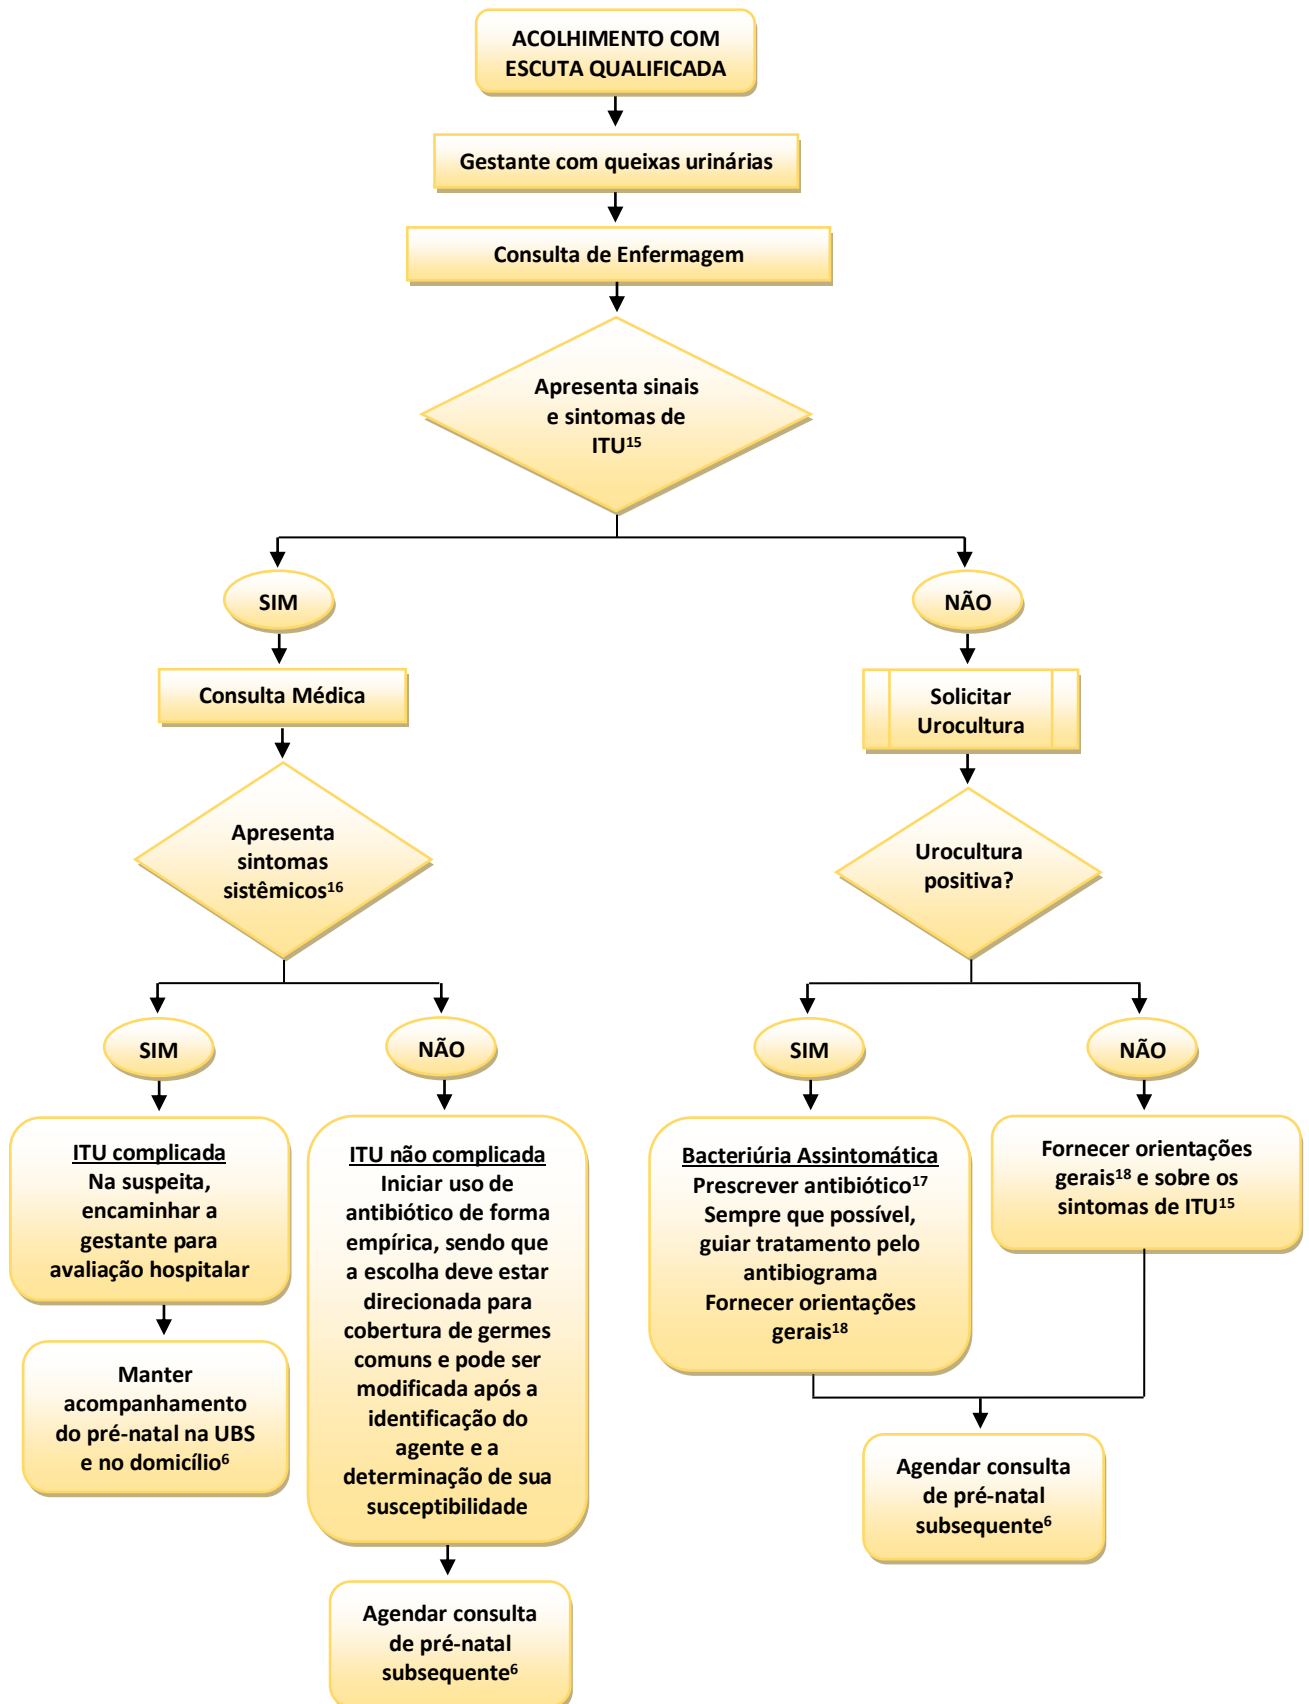 ACOLHIMENTO COM
ESCUTA QUALIFICADA
Gestante com queixas urinárias
Consulta de Enfermagem
Apresenta sinais
e sintomas de
ITU¹⁵
SIM
NÃO
Consulta Médica
Solicitar
Urocultura
Apresenta
sintomas
sistêmicos¹⁶
Urocultura
positiva?
SIM
NÃO
SIM
NÃO
ITU complicada
Na suspeita,
encaminhar a
gestante para
avaliação hospitalar
ITU não complicada
Iniciar uso de
antibiótico de forma
empírica, sendo que
a escolha deve estar
direcionada para
cobertura de germes
comuns e pode ser
modificada após a
identificação do
agente e a
determinação de sua
susceptibilidade
Bacteriúria Assintomática
Prescrever antibiótico¹⁷
Sempre que possível,
guiar tratamento pelo
antibiograma
Fornecer orientações
gerais¹⁸
Fornecer orientações
gerais¹⁸ e sobre os
sintomas de ITU¹⁵
Manter
acompanhamento
do pré-natal na UBS
e no domicílio⁶
Agendar consulta
de pré-natal
subsequente⁶
Agendar consulta
de pré-natal
subsequente⁶